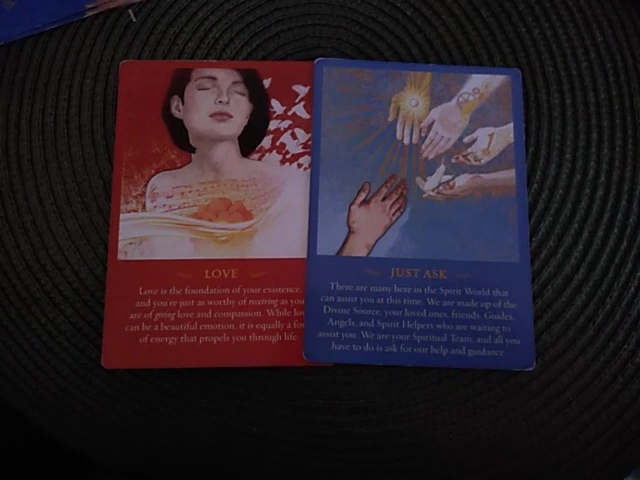 LOVE
Love is the foundation of your existence,
and you're just as worthy of receiving as you
are of giving love and compassion. While
can be a beautiful emotion, it is equally a
of energy that propels you through life.
JUST ASK
There are many here in the Spirit World that
can assist you at this time. We are made up of the
Divine Source, your loved ones, friends, Guides,
Angels, and Spirit Helpers who are waiting to
assist you. We are your Spiritual Team, and all you
have to do is ask for our help and guidance.